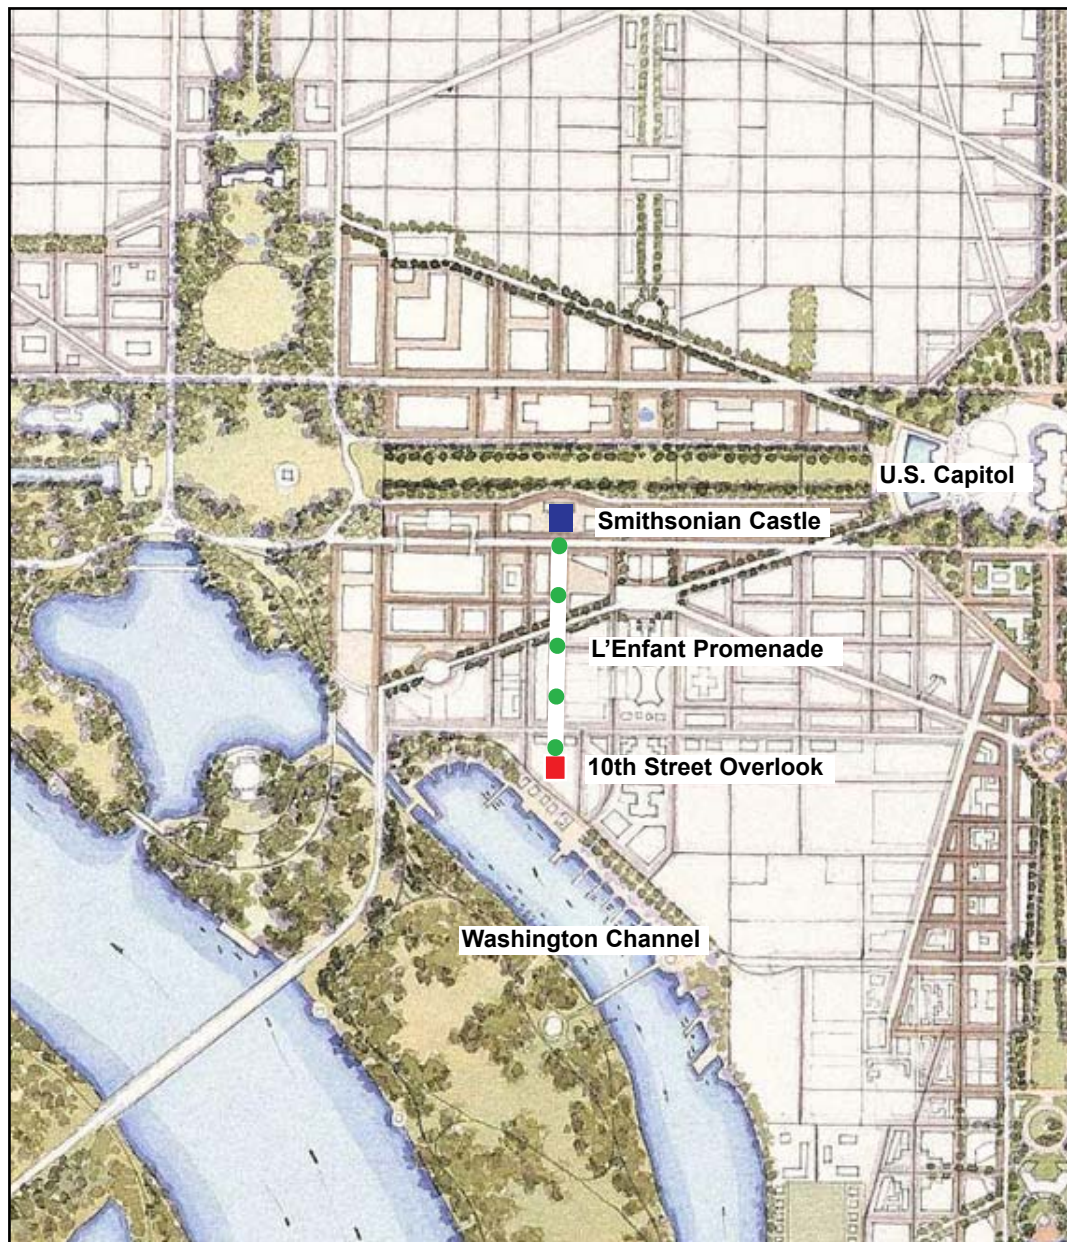 U.S. Capitol
Smithsonian Castle
L'Enfant Promenade
10th Street Overlook
Washington Channel